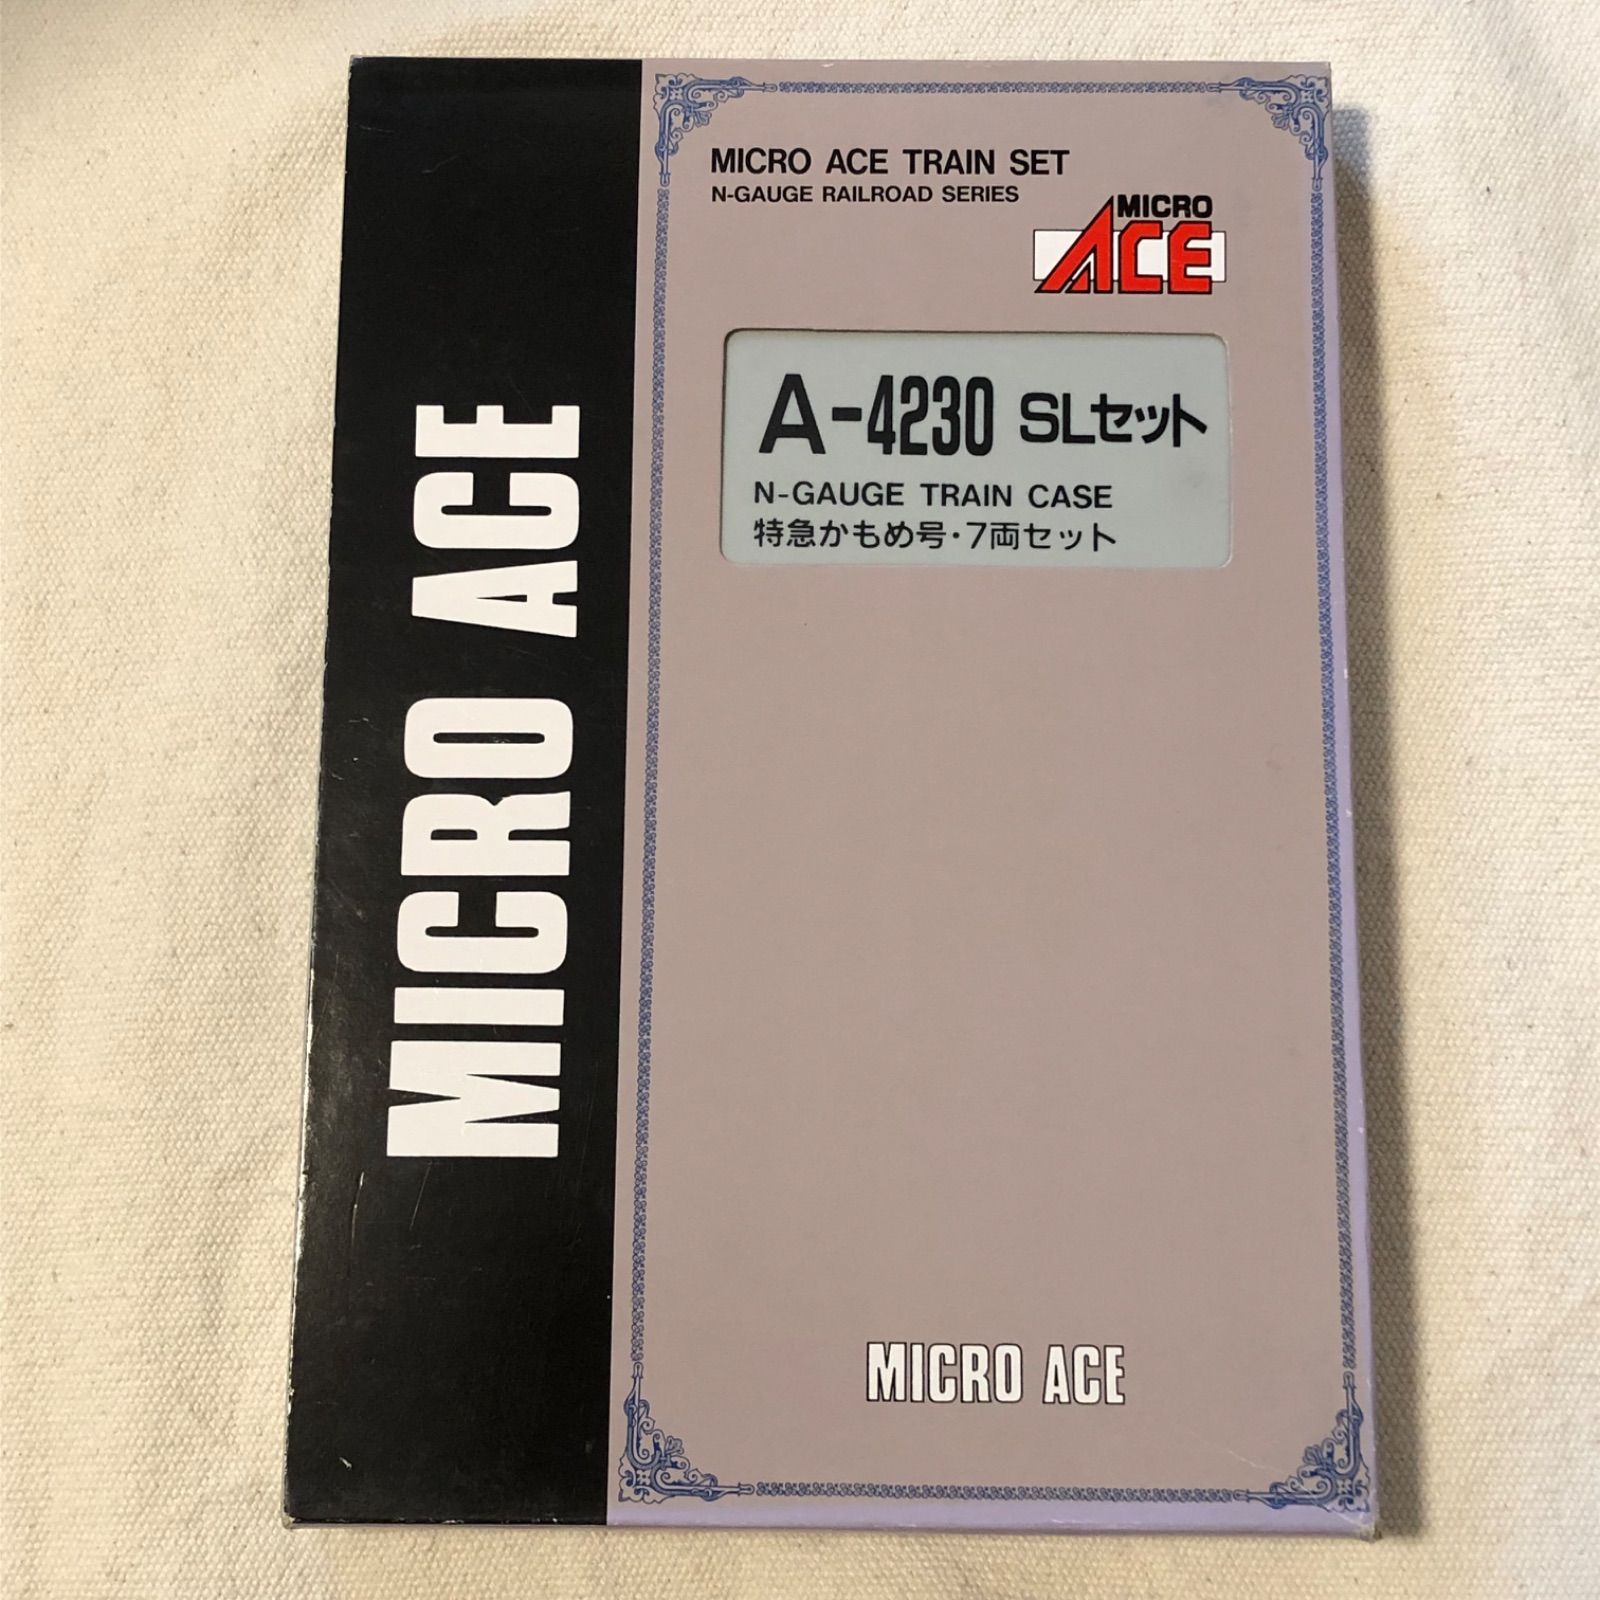 MICRO ACE
MICRO ACE TRAIN SET
N-GAUGE RAILROAD SERIES
MICRO
ACE
A-4230 SLセット
N-GAUGE TRAIN CASE
特急かもめ号・7両セット
MICRO ACE